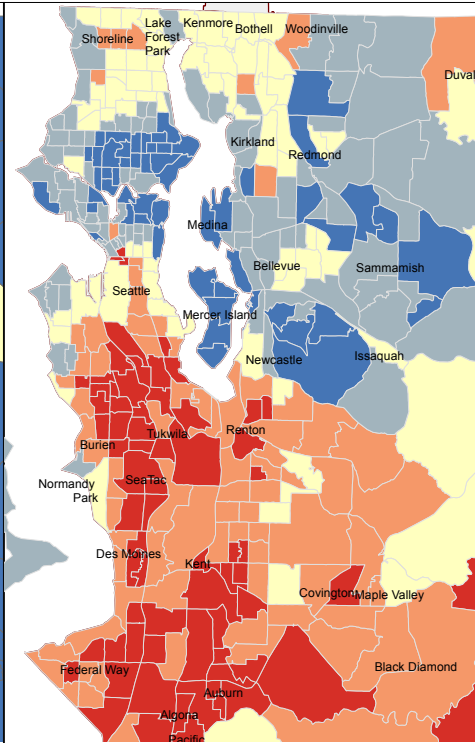 Lake
Forest
Park
Kenmore
Bothell
Woodinville
Shoreline
Duval
Kirkland
Redmond
Medina
Bellevue
Sammamish
Seattle
Mercer Island
Newcastle
Issaquah
Renton
Tukwila
Burien
SeaTac
Normandy
Park
Des Moines
Kent
Covington
Maple Valley
Federal Way
Black Diamond
Auburn
Algona
Pacific